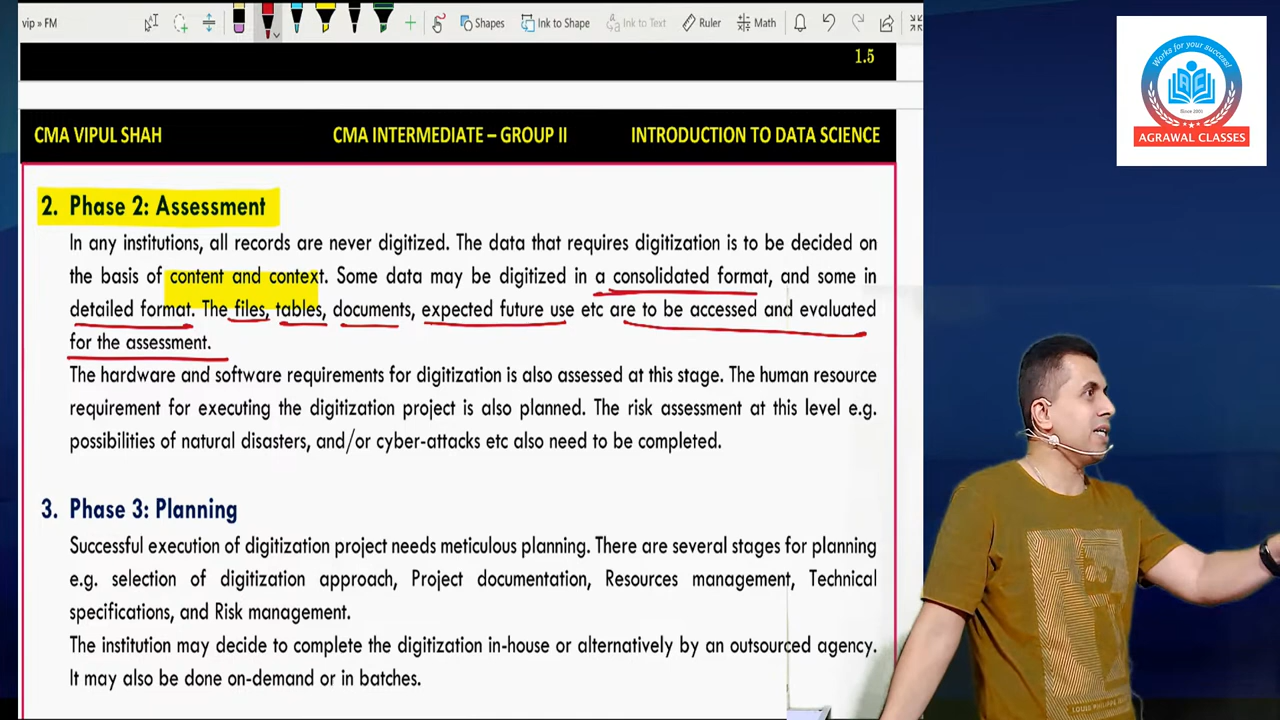 vip » FM
Shapes
Ink to Shape
Ink to Text
Ruler
Math
1.5
CMA VIPUL SHAH CMA INTERMEDIATE – GROUP II INTRODUCTION TO DATA SCIENCE
2. Phase 2: Assessment
In any institutions, all records are never digitized. The data that requires digitization is to be decided on
the basis of content and context. Some data may be digitized in a consolidated format, and some in
detailed format. The files, tables, documents, expected future use etc are to be accessed and evaluated
for the assessment.
The hardware and software requirements for digitization is also assessed at this stage. The human resource
requirement for executing the digitization project is also planned. The risk assessment at this level e.g.
possibilities of natural disasters, and/or cyber-attacks etc also need to be completed.
3. Phase 3: Planning
Successful execution of digitization project needs meticulous planning. There are several stages for planning
e.g. selection of digitization approach, Project documentation, Resources management, Technical
specifications, and Risk management.
The institution may decide to complete the digitization in-house or alternatively by an outsourced agency.
It may also be done on-demand or in batches.
Works for your success!
AC
Since 2001
AGRAWAL CLASSES